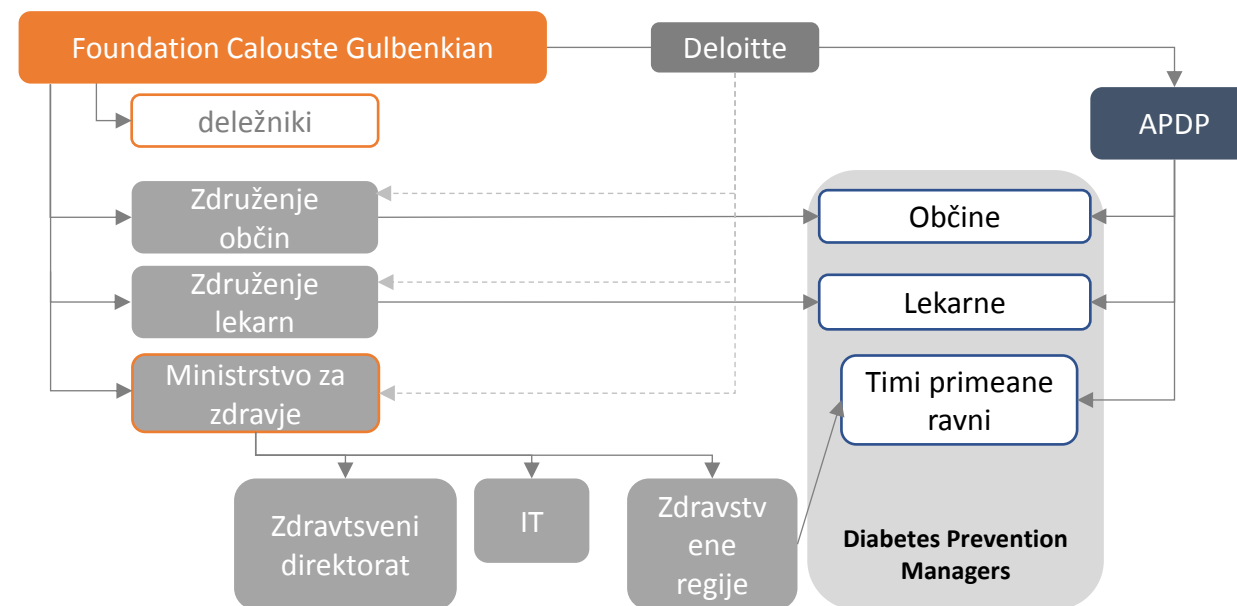 Foundation Calouste Gulbenkian
Deloitte
deležniki
APDP
Združenje
občin
Občine
Združenje
lekarn
Lekarne
Ministrstvo za
zdravje
Timi primeane
ravni
Zdravtsveni
direktorat
IT
Zdravstv
ene
regije
Diabetes Prevention
Managers